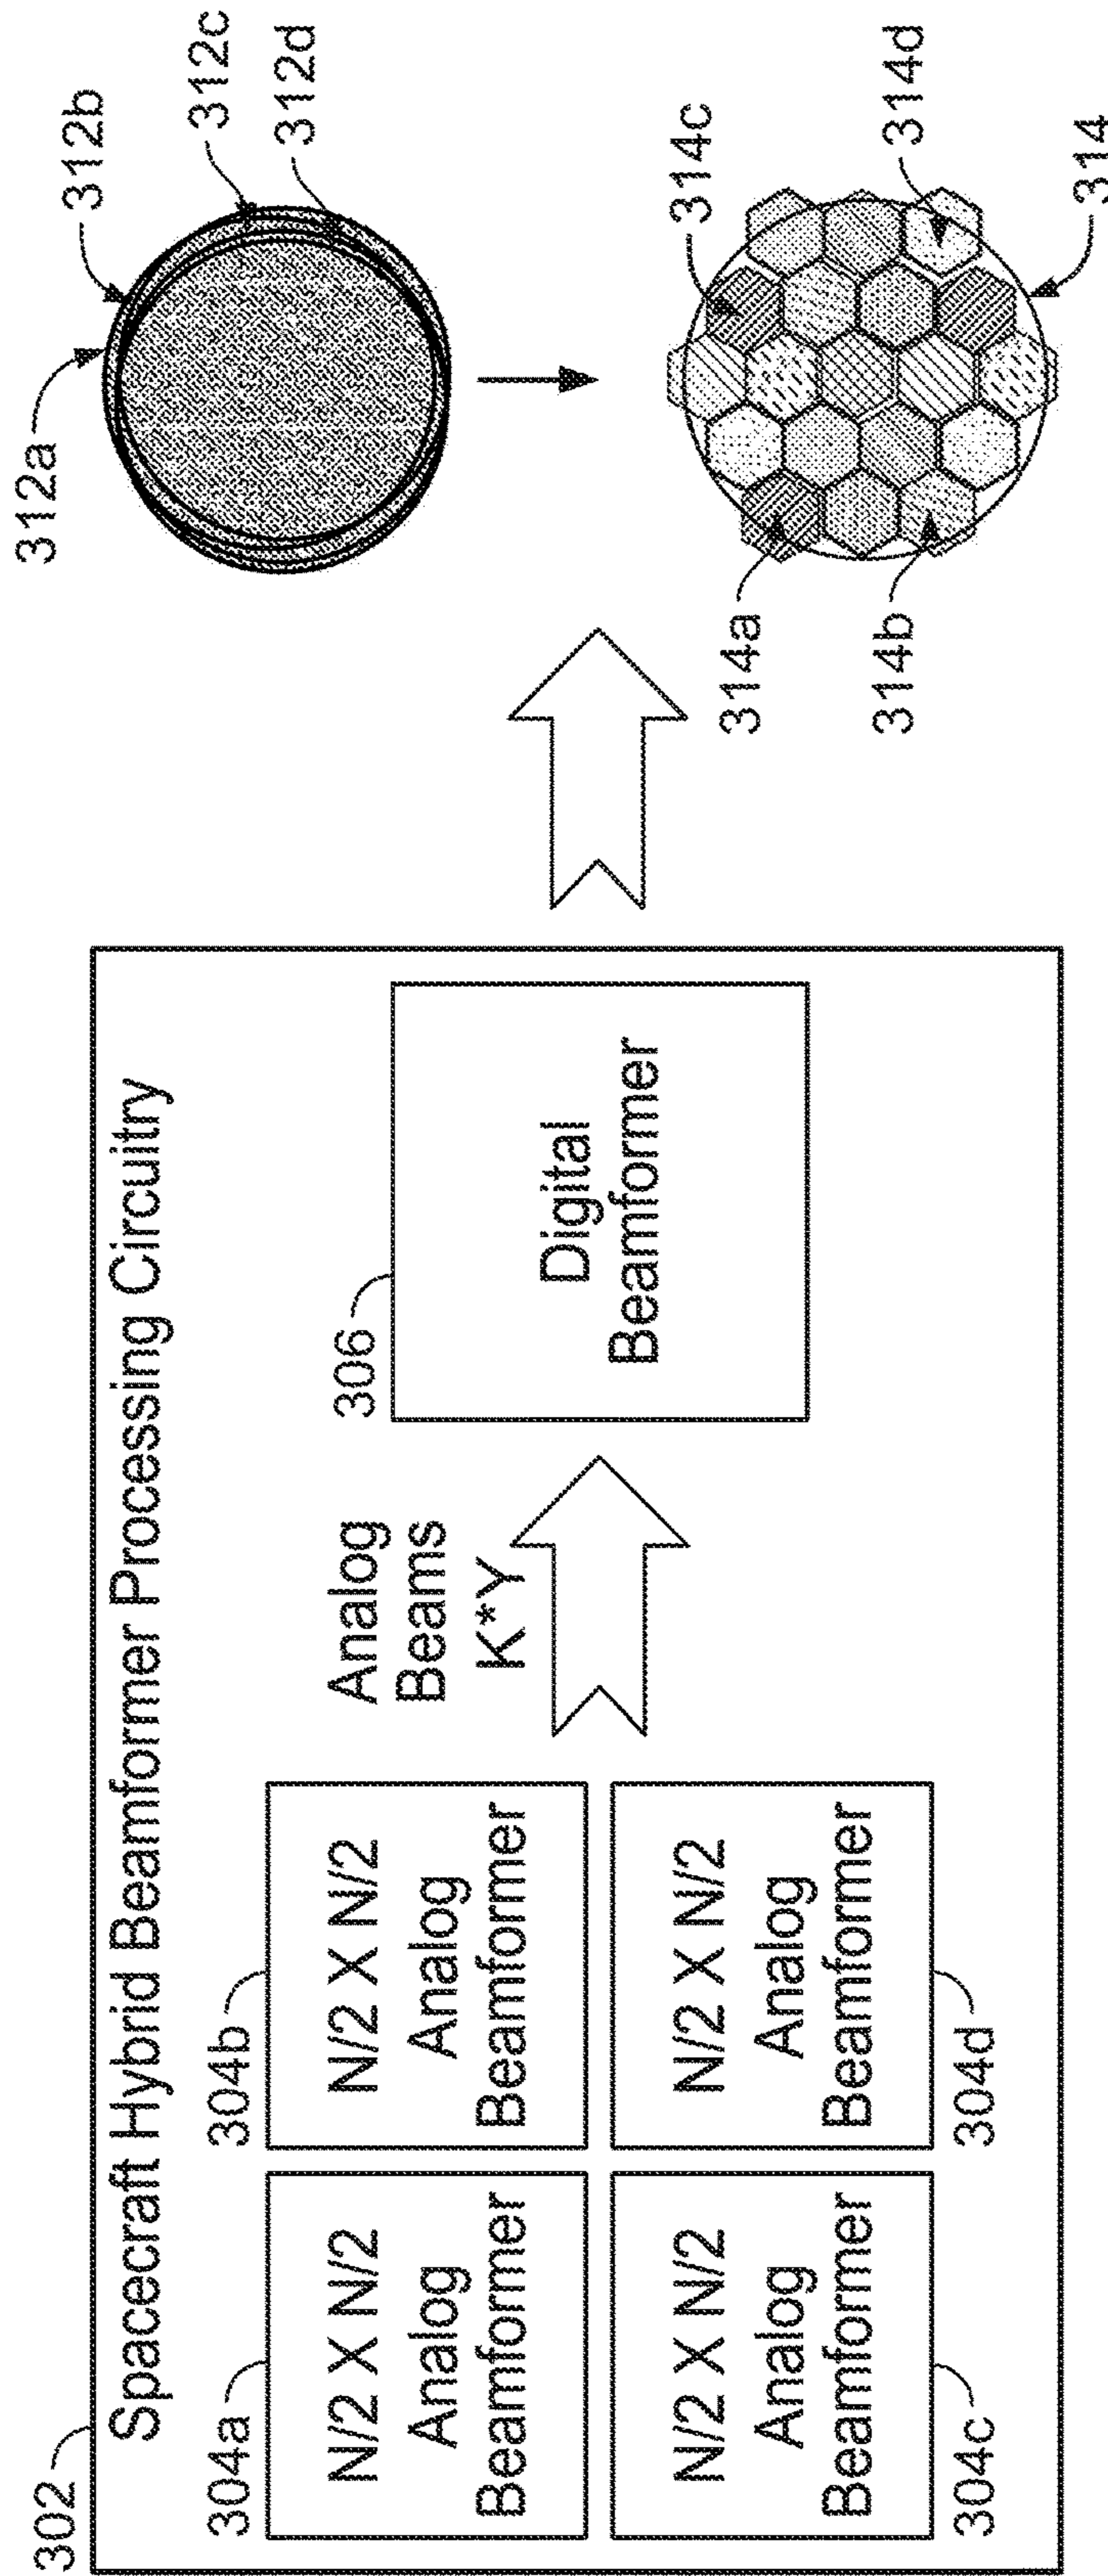 302
Spacecraft Hybrid Beamformer Processing Circuitry
304a
N/2 X N/2
Analog
Beamformer
304b
N/2 X N/2
Analog
Beamformer
N/2 X N/2
Analog
Beamformer
304c
N/2 X N/2
Analog
Beamformer
304d
Analog
Beams
K*Y
306
Digital
Beamformer
312a
312b
312c
312d
314a
314b
314c
314d
314